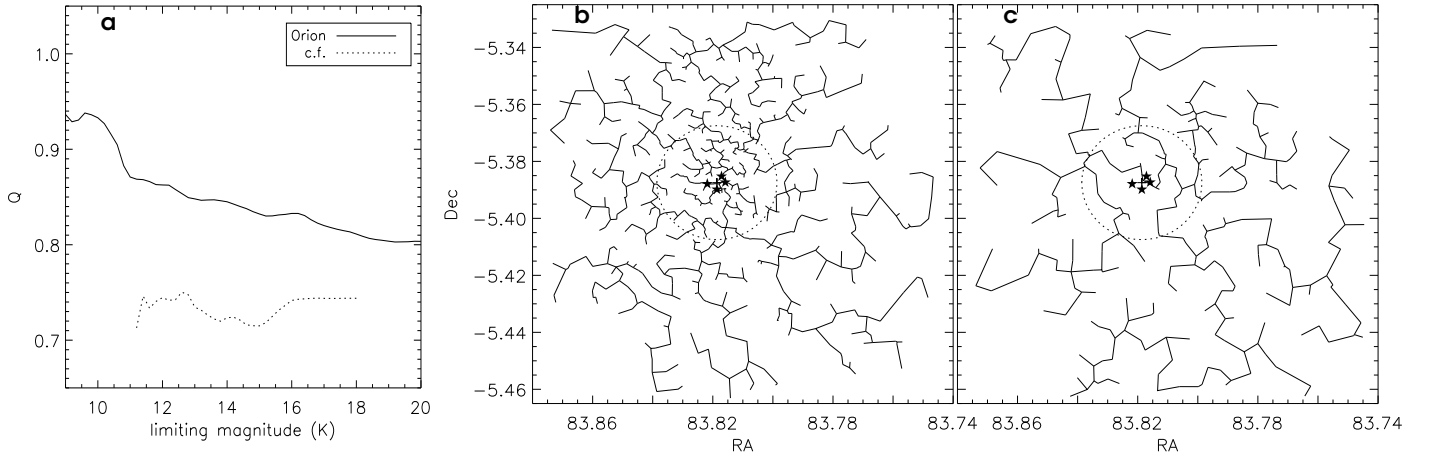 a
Orion
c.f.
1.0
0.9
0.8
0.7
Q
10 12 14 16 18 20
limiting magnitude (K)
b
−5.34
−5.36
−5.38
−5.40
−5.42
−5.44
−5.46
Dec
83.86 83.82 83.78 83.74
RA
c
83.86 83.82 83.78 83.74
RA